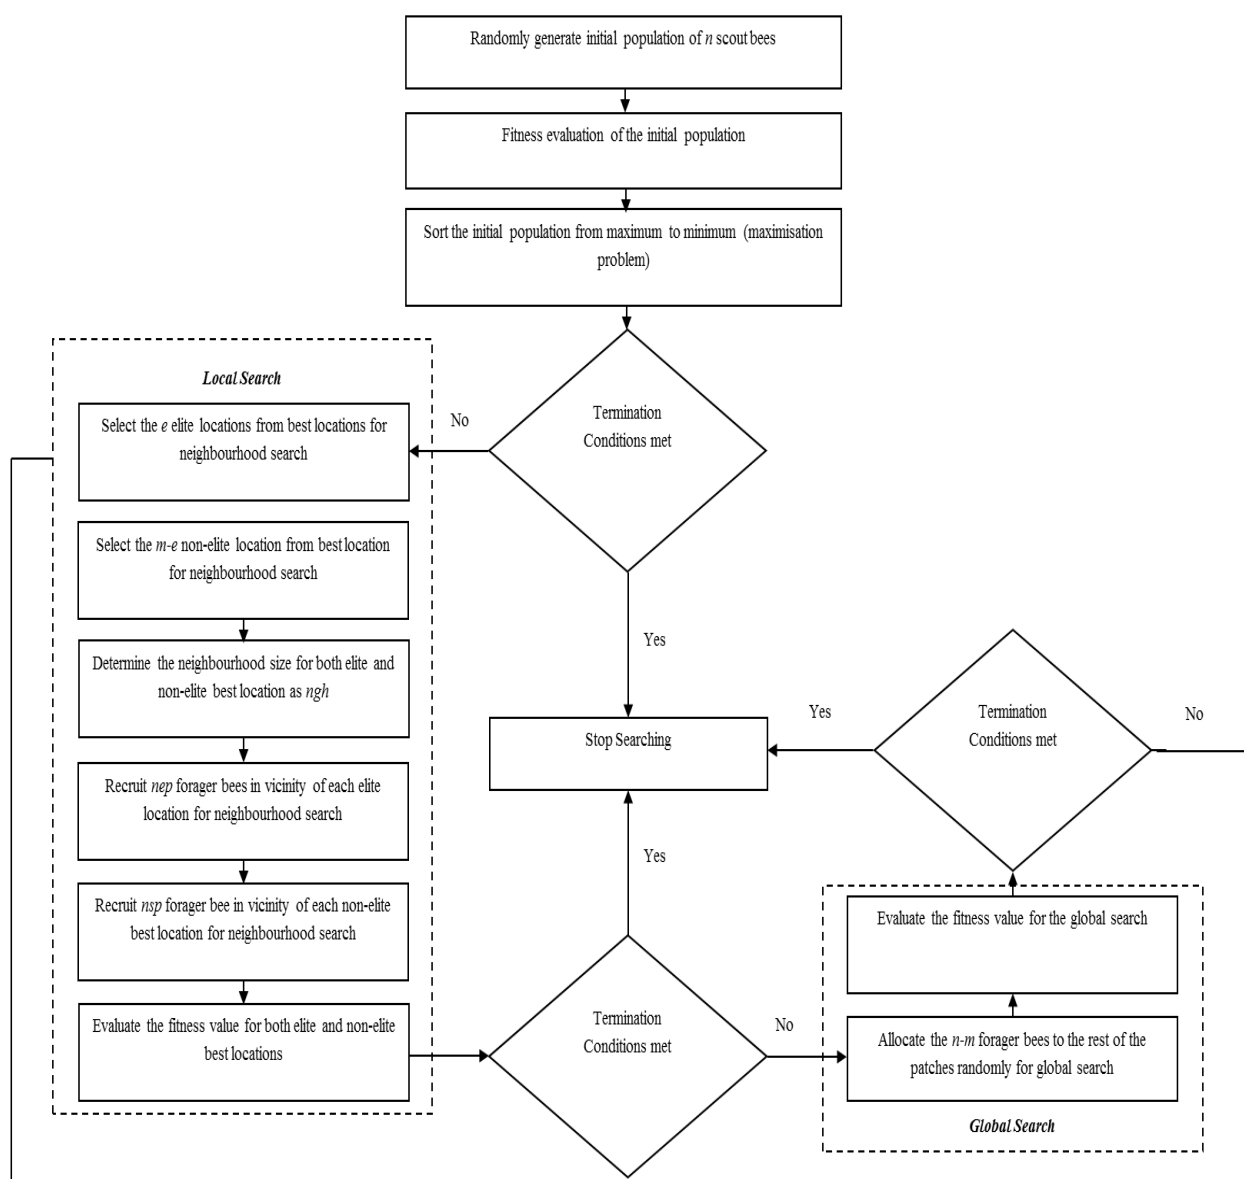 Randomly generate initial population of n scout bees
Fitness evaluation of the initial population
Sort the initial population from maximum to minimum (maximisation
problem)
Termination
Conditions met
No
Yes
Local Search
Select the e elite locations from best locations for
neighbourhood search
Select the m-e non-elite location from best location
for neighbourhood search
Determine the neighbourhood size for both elite and
non-elite best location as ngh
Recruit nep forager bees in vicinity of each elite
location for neighbourhood search
Recruit nsp forager bee in vicinity of each non-elite
best location for neighbourhood search
Evaluate the fitness value for both elite and non-elite
best locations
Stop Searching
Yes
Termination
Conditions met
No
Yes
Termination
Conditions met
No
Evaluate the fitness value for the global search
Allocate the n-m forager bees to the rest of the
patches randomly for global search
Global Search